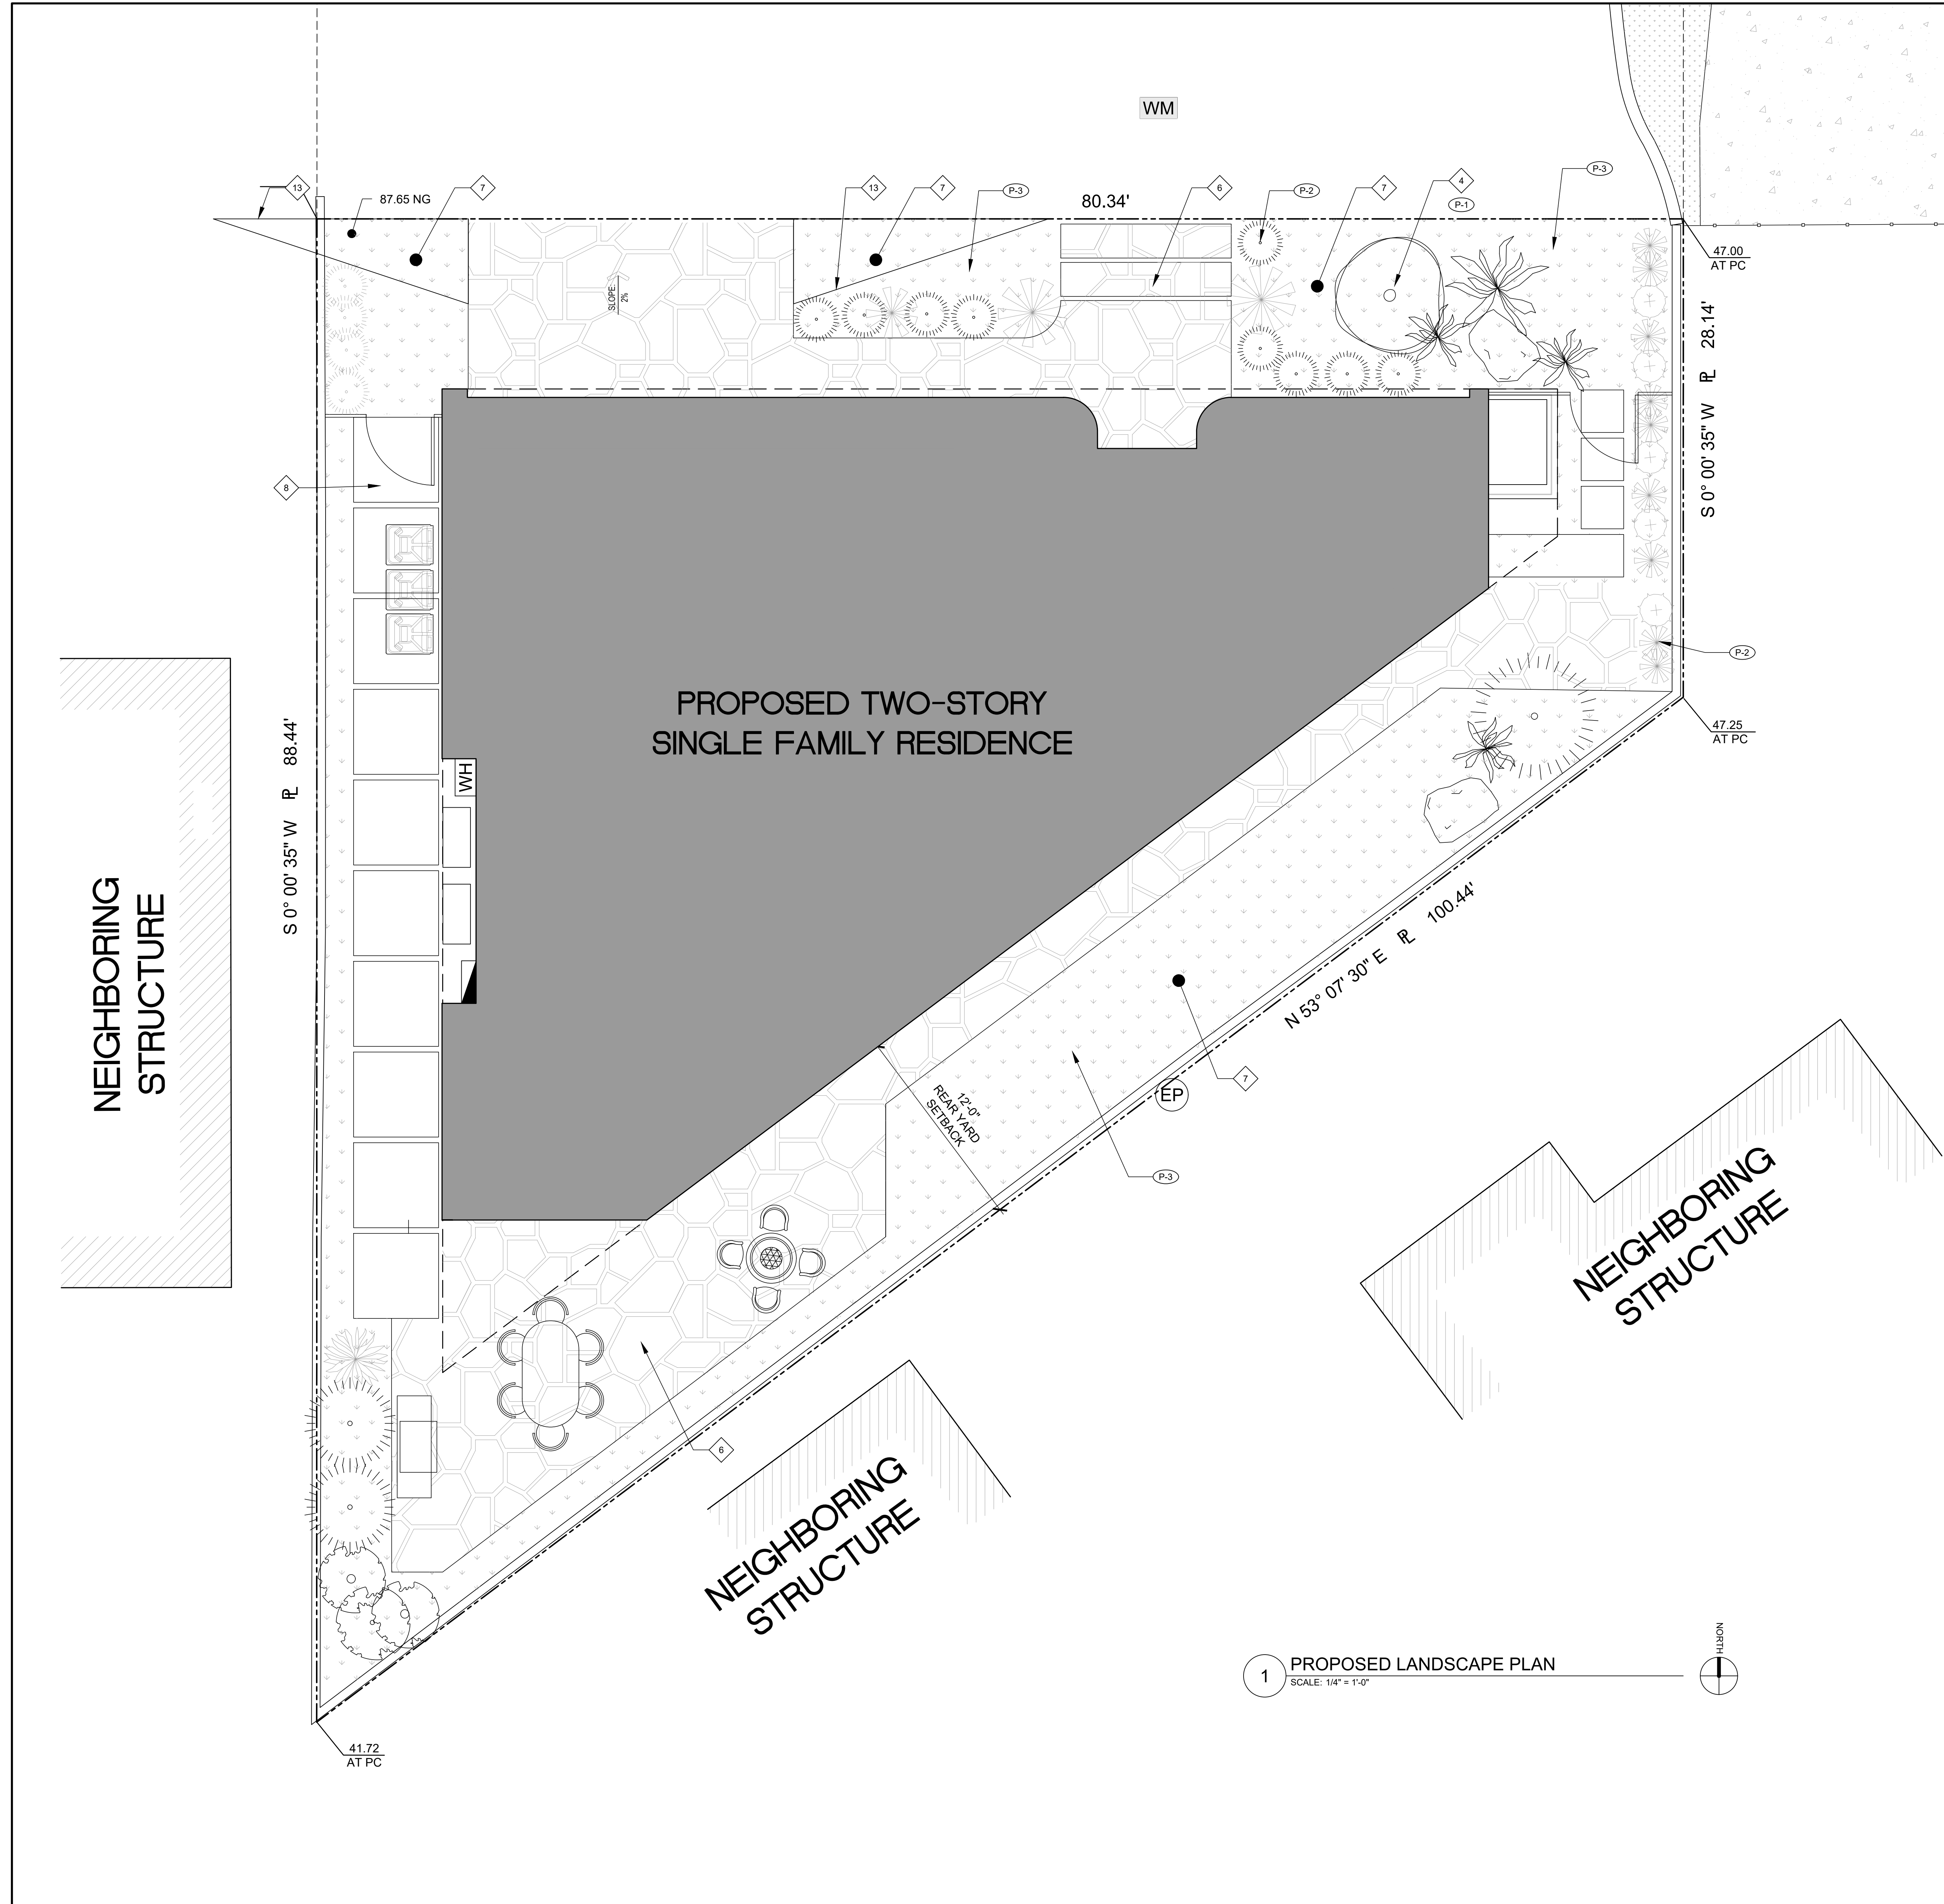 WM
13
7
87.65 NG
13
7
P-3
80.34'
6
P-2
7
4
P-1
P-3
47.00
AT PC
SLOPE:
2%
S 0° 00' 35" W PL 28.14'
8
P-2
PROPOSED TWO-STORY
SINGLE FAMILY RESIDENCE
47.25
AT PC
WH
S 0° 00' 35" W PL 88.44'
NEIGHBORING
STRUCTURE
N 53° 07' 30" E PL 100.44'
7
EP
12'-0"
REAR YARD
SETBACK
P-3
NEIGHBORING
STRUCTURE
6
NEIGHBORING
STRUCTURE
1
PROPOSED LANDSCAPE PLAN
SCALE: 1/4" = 1'-0"
NORTH
41.72
AT PC